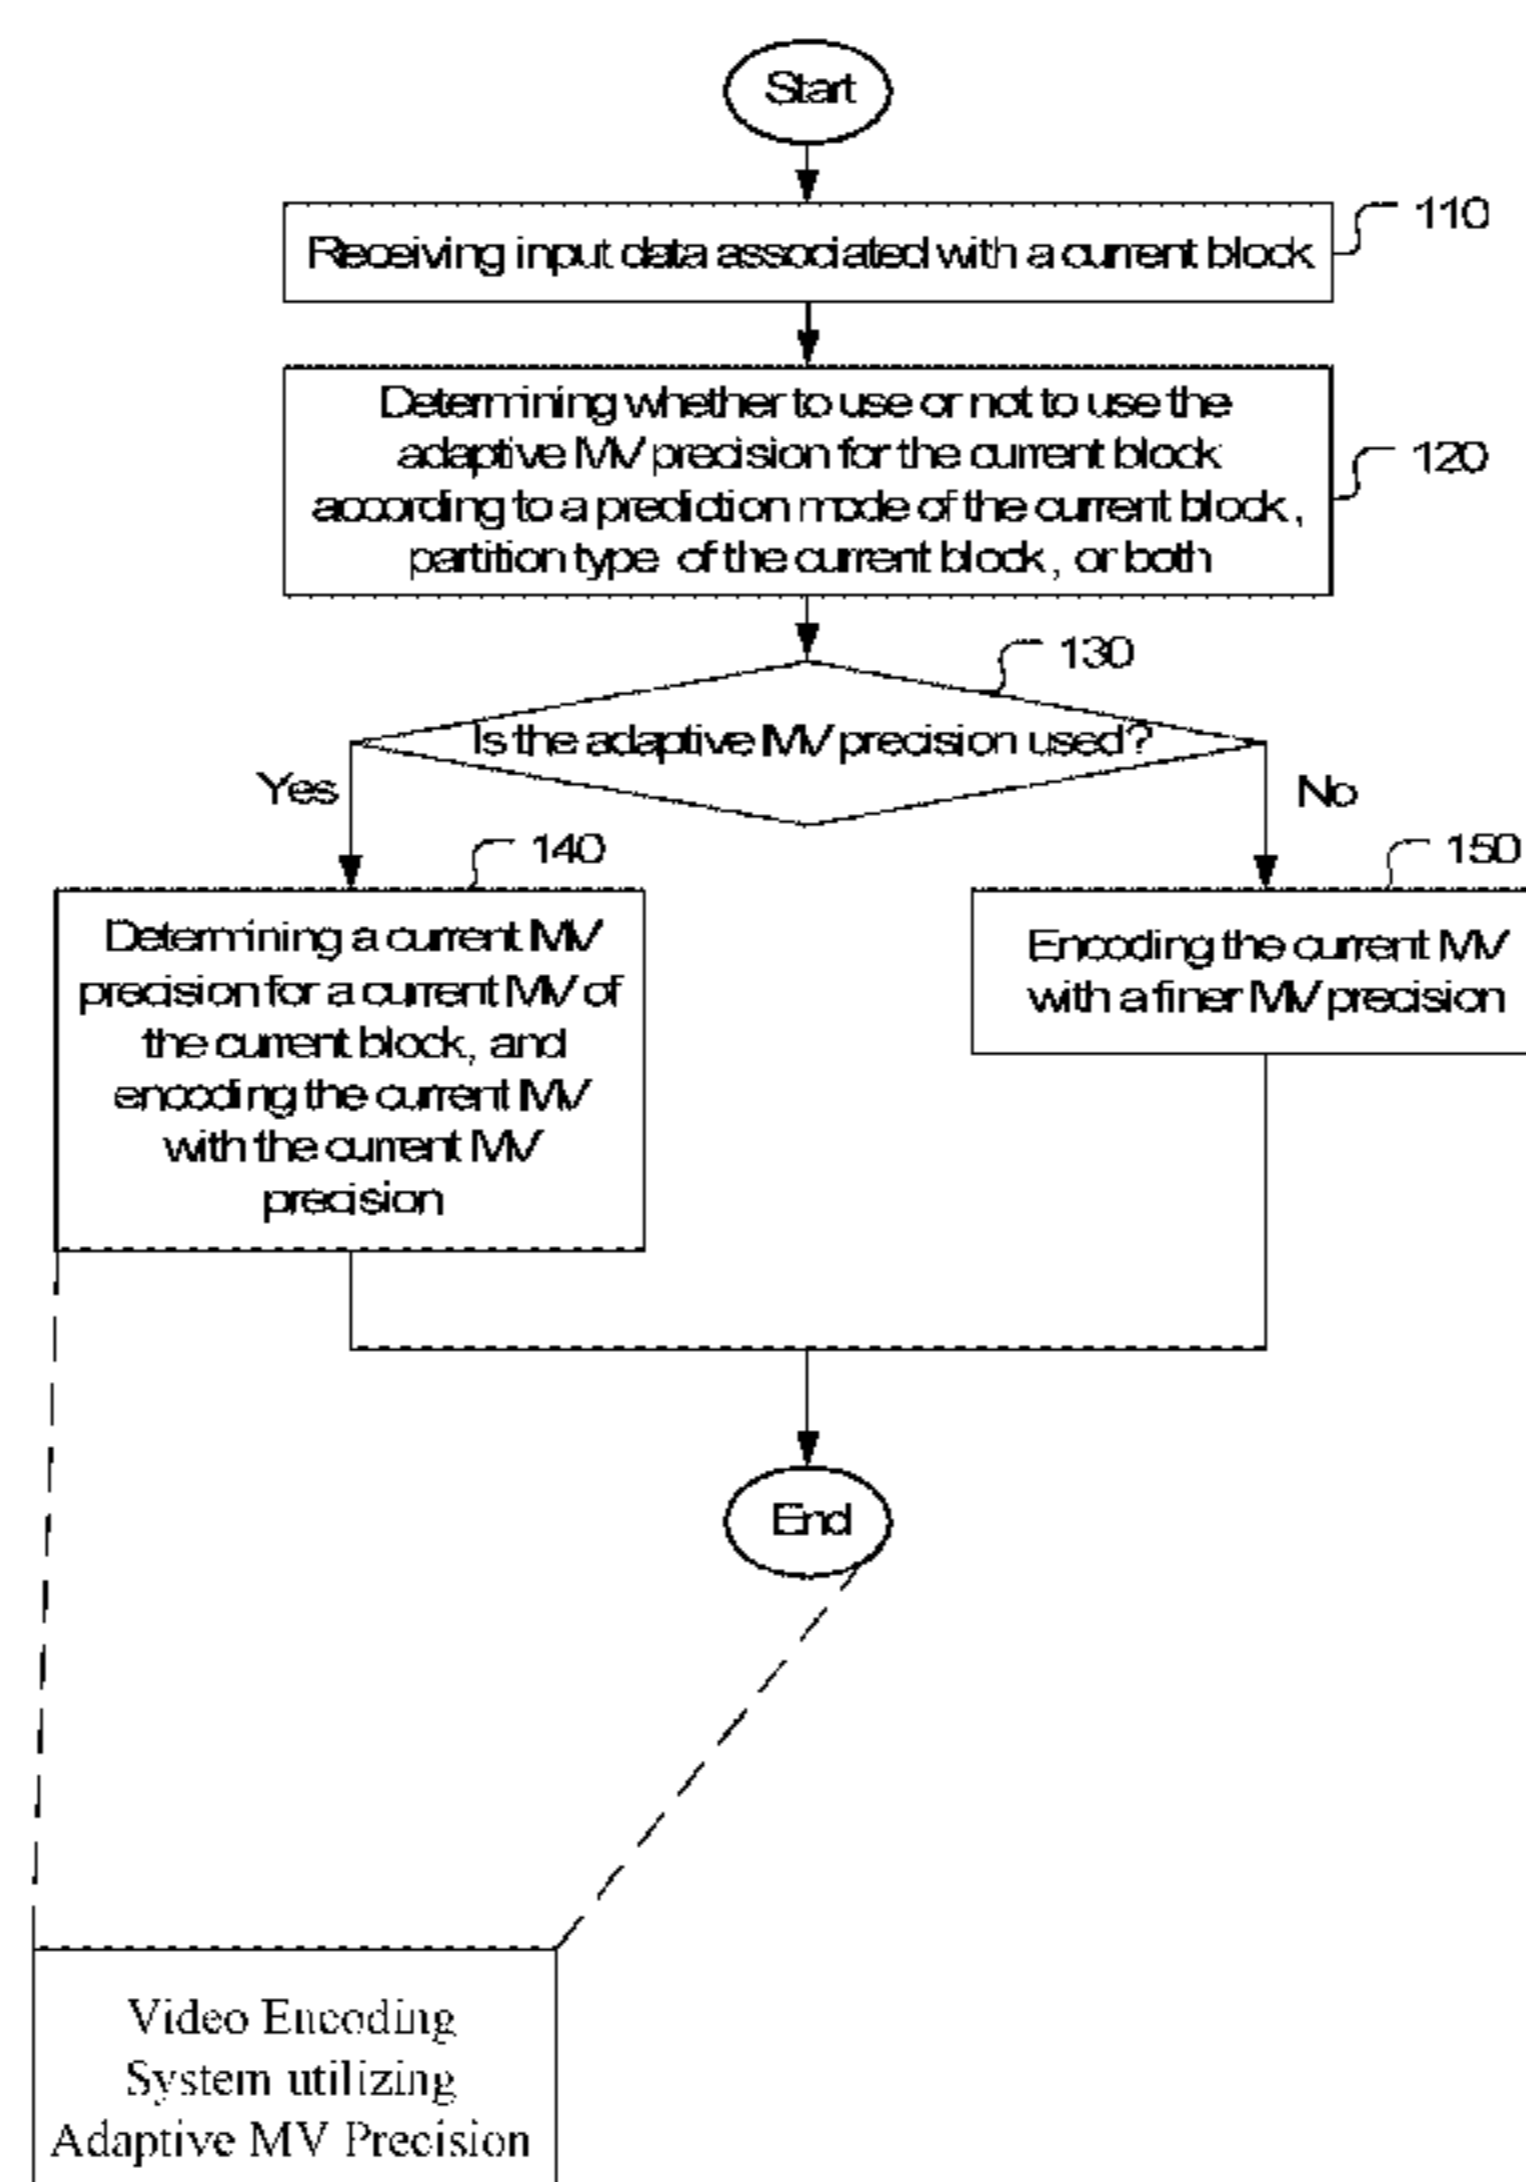 Start
110
Receiving input data associated with a current block
Determining whether to use or not to use the
adaptive MV precision for the current block
according to a prediction mode of the current block,
partition type of the current block, or both
120
130
Is the adaptive MV precision used?
Yes
No
140
150
Determining a current MV
precision for a current MV of
the current block, and
encoding the current MV
with the current MV
precision
Encoding the current MV
with a finer MV precision
End
Video Encoding
System utilizing
Adaptive MV Precision